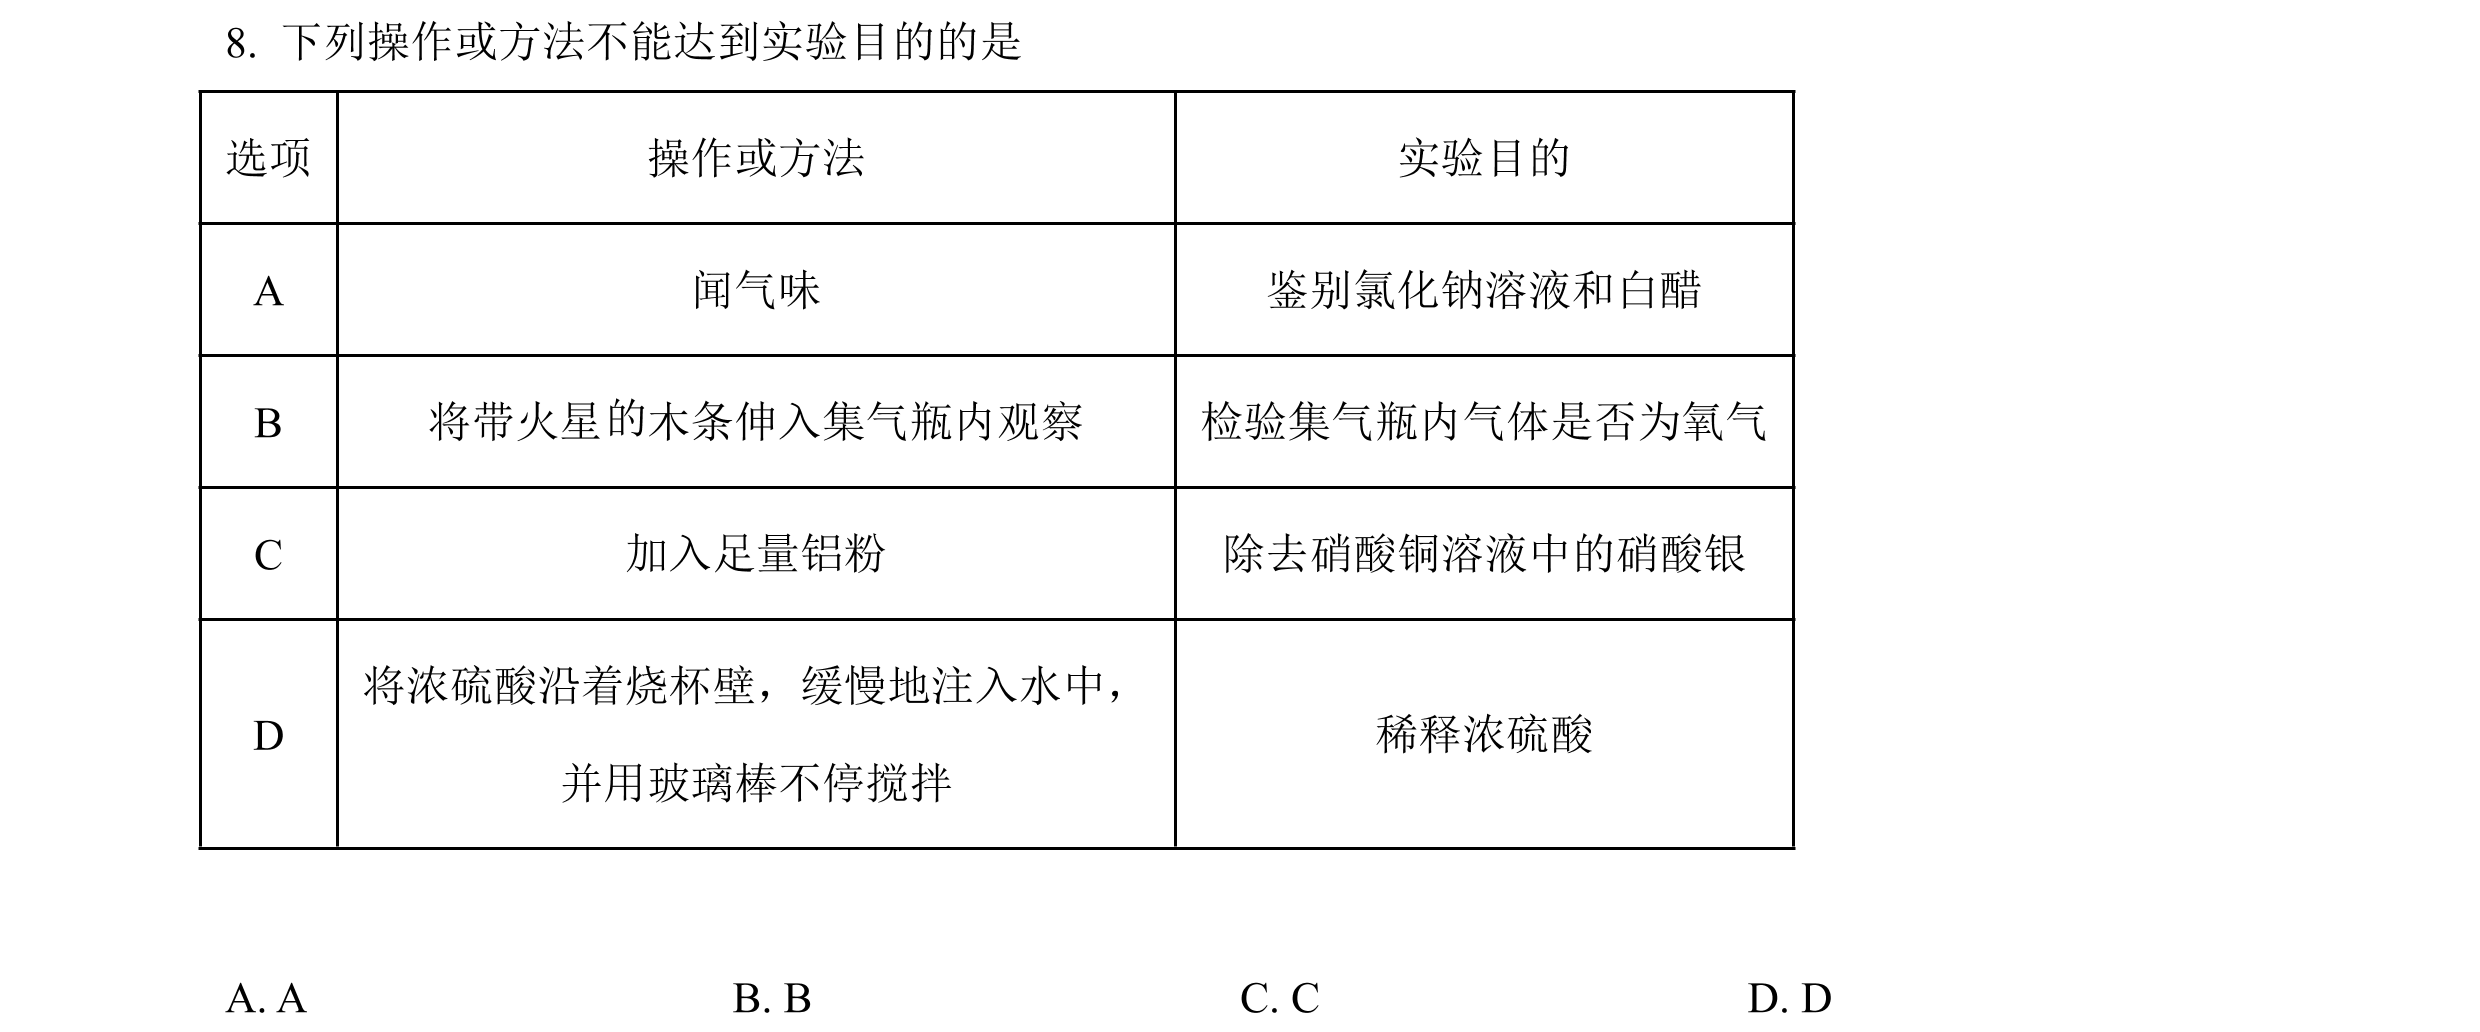 8. 下列操作或方法不能达到实验目的的是
选项 操作或方法 实验目的
A 闻气味 鉴别氯化钠溶液和白醋
B 将带火星的木条伸入集气瓶内观察 检验集气瓶内气体是否为氧气
C 加入足量铝粉 除去硝酸铜溶液中的硝酸银
D 将浓硫酸沿着烧杯壁，缓慢地注入水中，
并用玻璃棒不停搅拌 稀释浓硫酸
A. A B. B C. C D. D